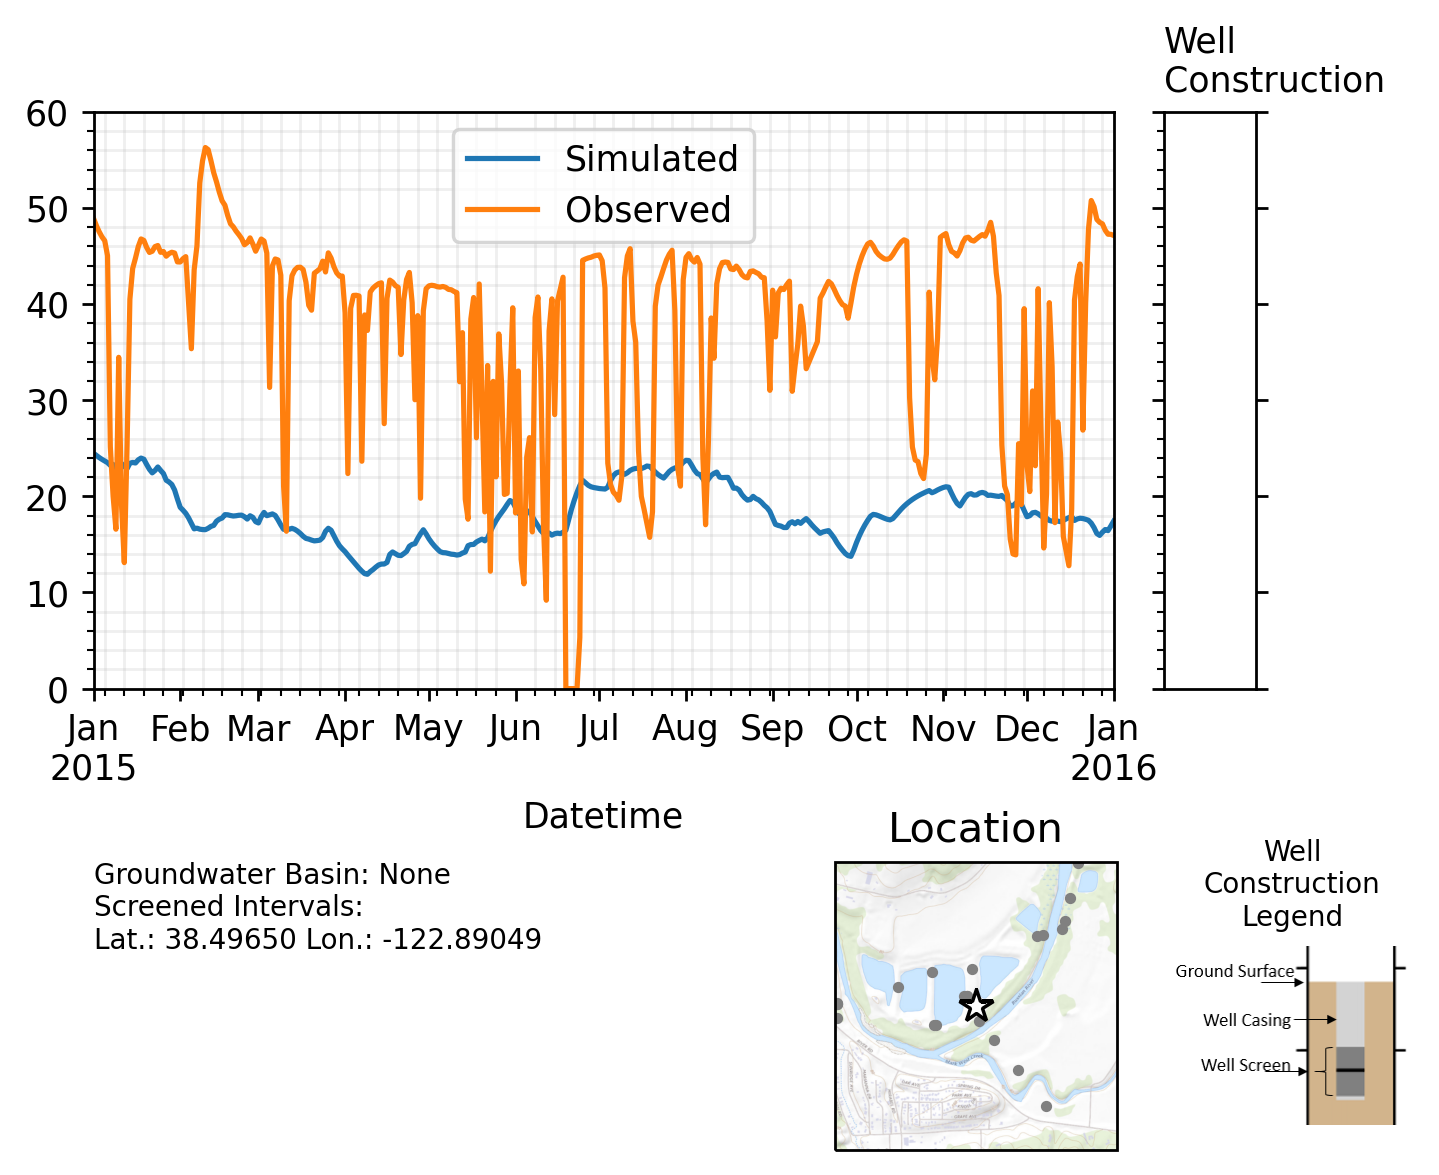 Well
Construction
60
50
40
30
20
10
0
Simulated
Observed
Jan Feb Mar Apr May Jun Jul Aug Sep Oct Nov Dec Jan
2015 2016
Datetime
Groundwater Basin: None
Screened Intervals:
Lat.: 38.49650 Lon.: -122.89049
Location
Well
Construction
Legend
Ground Surface
Well Casing
Well Screen